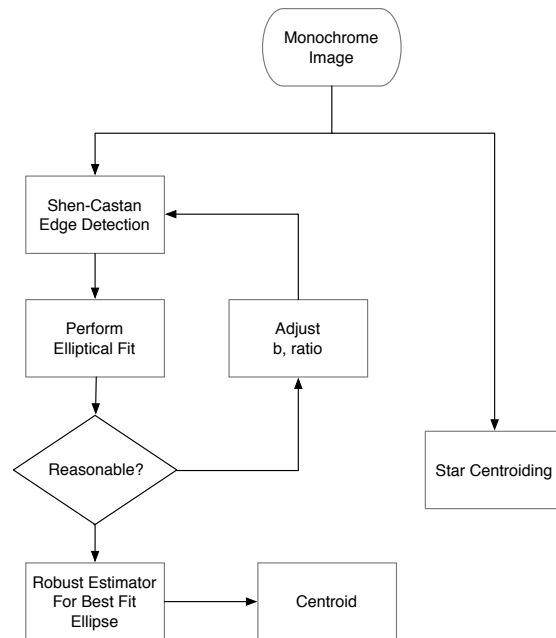 Monochrome
Image
Shen-Castan
Edge Detection
Perform
Elliptical Fit
Adjust
b, ratio
Reasonable?
Star Centroiding
Robust Estimator
For Best Fit
Ellipse
Centroid